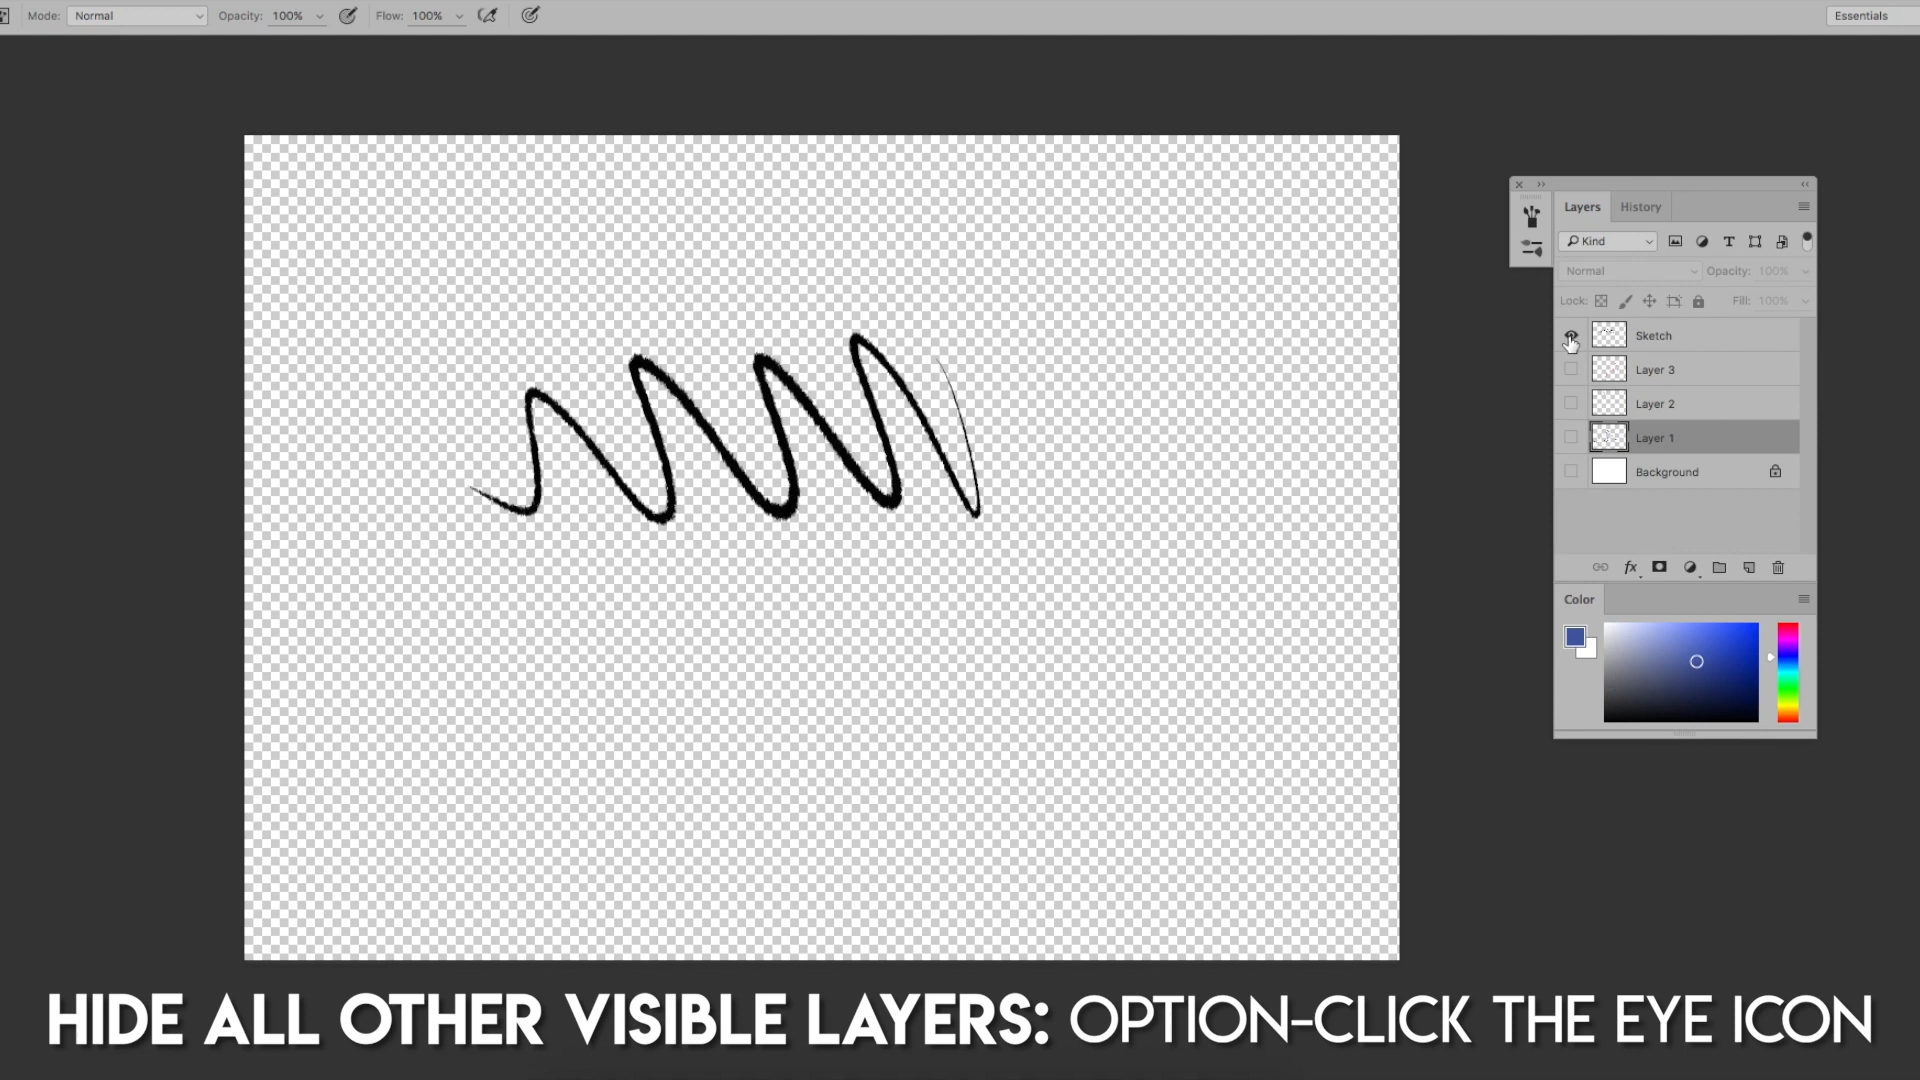 Mode: Normal Opacity: 100% Flow: 100% Essentials
Layers History
Kind
Normal Opacity: 100%
Lock: Fill: 100%
Sketch
Layer 3
Layer 2
Layer 1
Background
fx
Color
HIDE ALL OTHER VISIBLE LAYERS: OPTION-CLICK THE EYE ICON